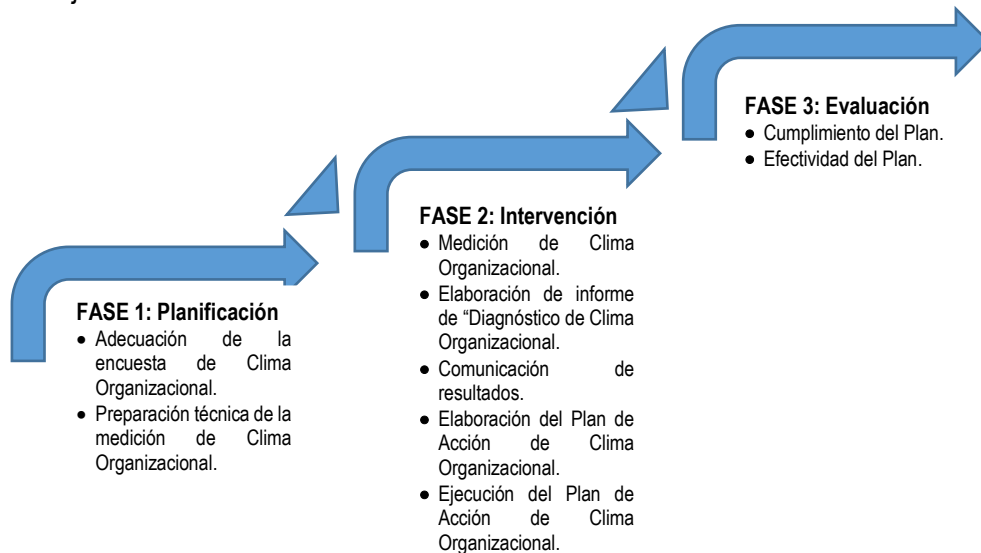 FASE 1: Planificación
● Adecuación de la
encuesta de Clima
Organizacional.
● Preparación técnica de la
medición de Clima
Organizacional.
FASE 2: Intervención
● Medición de Clima
Organizacional.
● Elaboración de informe
de “Diagnóstico de Clima
Organizacional.
● Comunicación de
resultados.
● Elaboración del Plan de
Acción de Clima
Organizacional.
● Ejecución del Plan de
Acción de Clima
Organizacional.
FASE 3: Evaluación
● Cumplimiento del Plan.
● Efectividad del Plan.